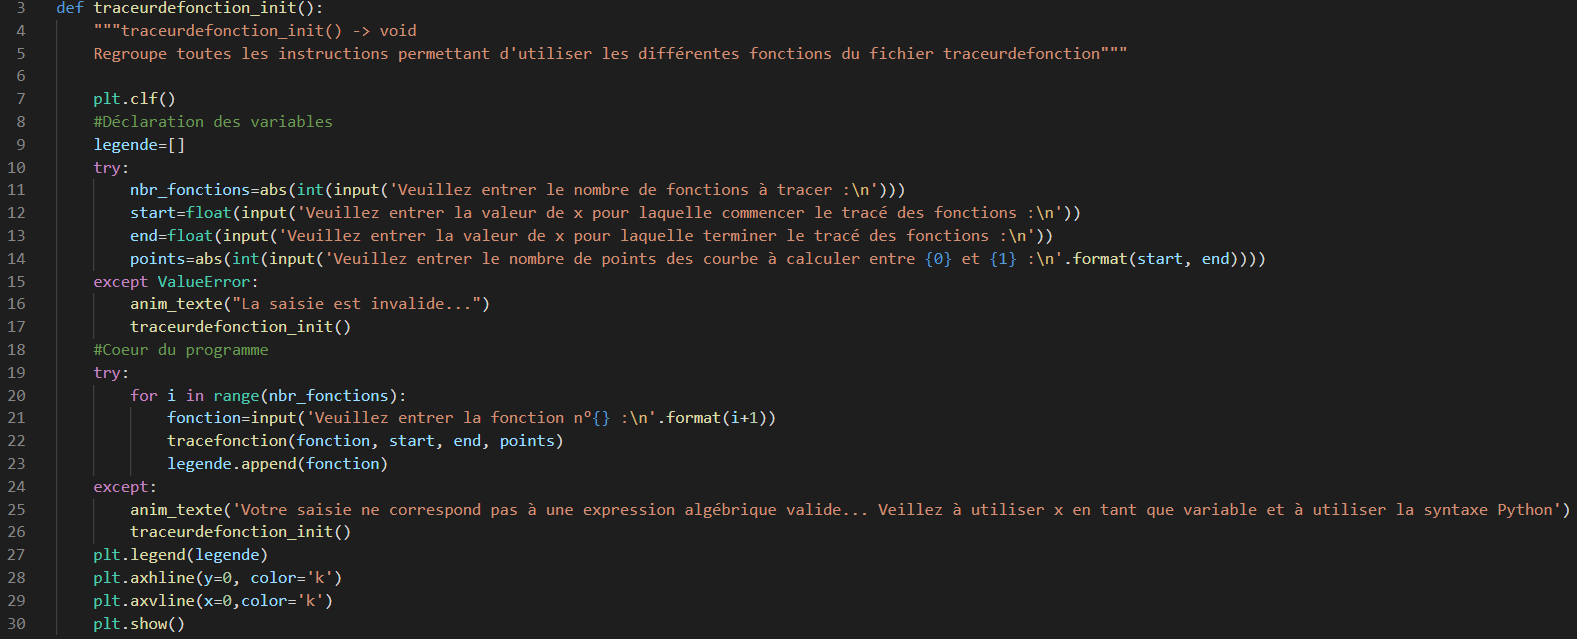 3 def traceurdefonction_init():
4 """traceurdefonction_init() -> void
5 Regroupe toutes les instructions permettant d'utiliser les différentes fonctions du fichier traceurdefonction"""
6
7 plt.clf()
8 #Déclaration des variables
9 legende=[]
10 try:
11 nbr_fonctions=abs(int(input('Veuillez entrer le nombre de fonctions à tracer :\n')))
12 start=float(input('Veuillez entrer la valeur de x pour laquelle commencer le tracé des fonctions :\n'))
13 end=float(input('Veuillez entrer la valeur de x pour laquelle terminer le tracé des fonctions :\n'))
14 points=abs(int(input('Veuillez entrer le nombre de points des courbe à calculer entre {0} et {1} :\n'.format(start, end))))
15 except ValueError:
16 anim_texte("La saisie est invalide...")
17 traceurdefonction_init()
18 #Coeur du programme
19 try:
20 for i in range(nbr_fonctions):
21 fonction=input('Veuillez entrer la fonction n°{} :\n'.format(i+1))
22 tracefonction(fonction, start, end, points)
23 legende.append(fonction)
24 except:
25 anim_texte('Votre saisie ne correspond pas à une expression algébrique valide... Veillez à utiliser x en tant que variable et à utiliser la syntaxe Python')
26 traceurdefonction_init()
27 plt.legend(legende)
28 plt.axhline(y=0, color='k')
29 plt.axvline(x=0,color='k')
30 plt.show()